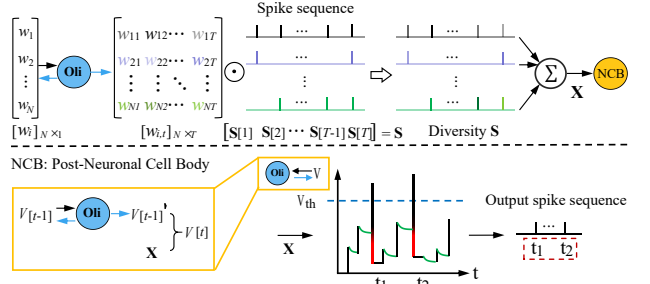 Spike sequence
w1 w2 ⋮ wN
Oli
w11 w12 ⋯ w1T
w21 w22 ⋯ w2T
⋮ ⋮ ⋱ ⋮
wN1 wN2 ⋯ wNT
⊙
...
...
Σ
X
NCB
[wi] N×1
[wi,t] N×T
[S[1] S[2] ⋯ S[T-1] S[T]] = S
Diversity S
NCB: Post-Neuronal Cell Body
Oli V
V[t-1] Oli V[t-1]' V[t]
X
X
Vth
t1 t2 t
Output spike sequence
...
t1 t2